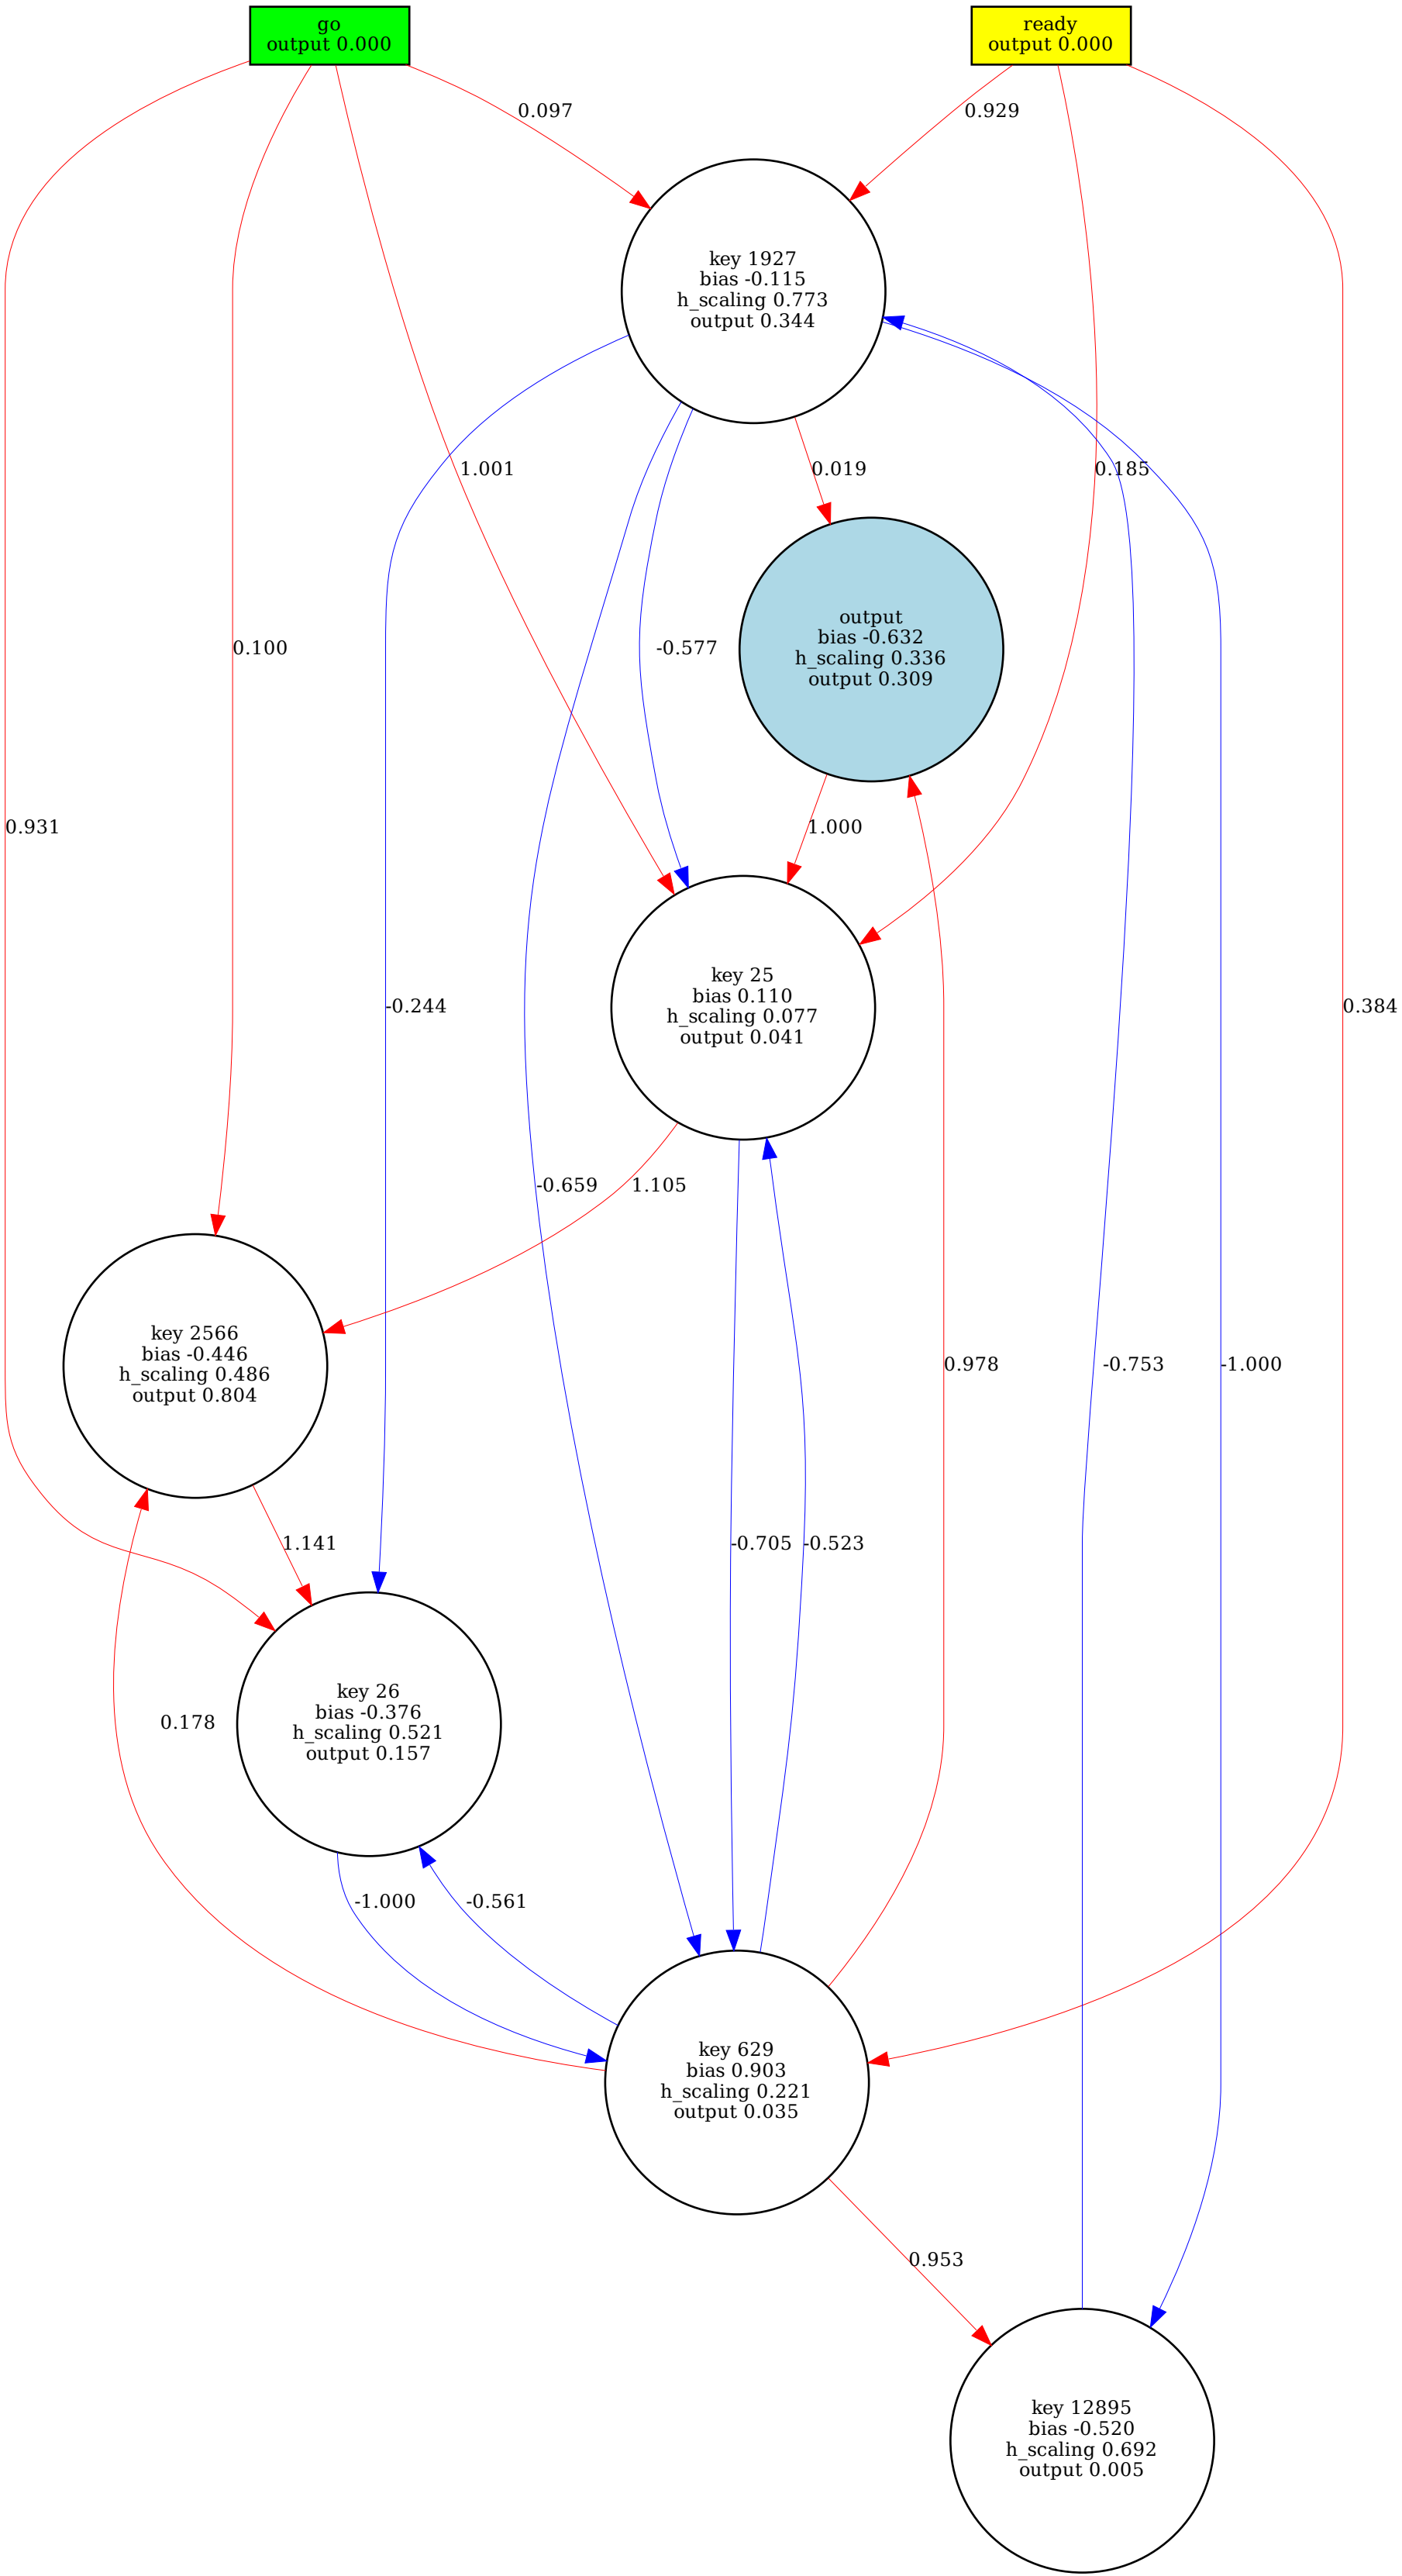 go
output 0.000
ready
output 0.000
0.097
0.929
key 1927
bias -0.115
h_scaling 0.773
output 0.344
1.001
0.019
0.185
0.100
-0.577
output
bias -0.632
h_scaling 0.336
output 0.309
0.931
1.000
-0.244
key 25
bias 0.110
h_scaling 0.077
output 0.041
0.384
-0.659
1.105
key 2566
bias -0.446
h_scaling 0.486
output 0.804
0.978
-0.753
-1.000
1.141
-0.705
-0.523
0.178
key 26
bias -0.376
h_scaling 0.521
output 0.157
-1.000
-0.561
key 629
bias 0.903
h_scaling 0.221
output 0.035
0.953
key 12895
bias -0.520
h_scaling 0.692
output 0.005